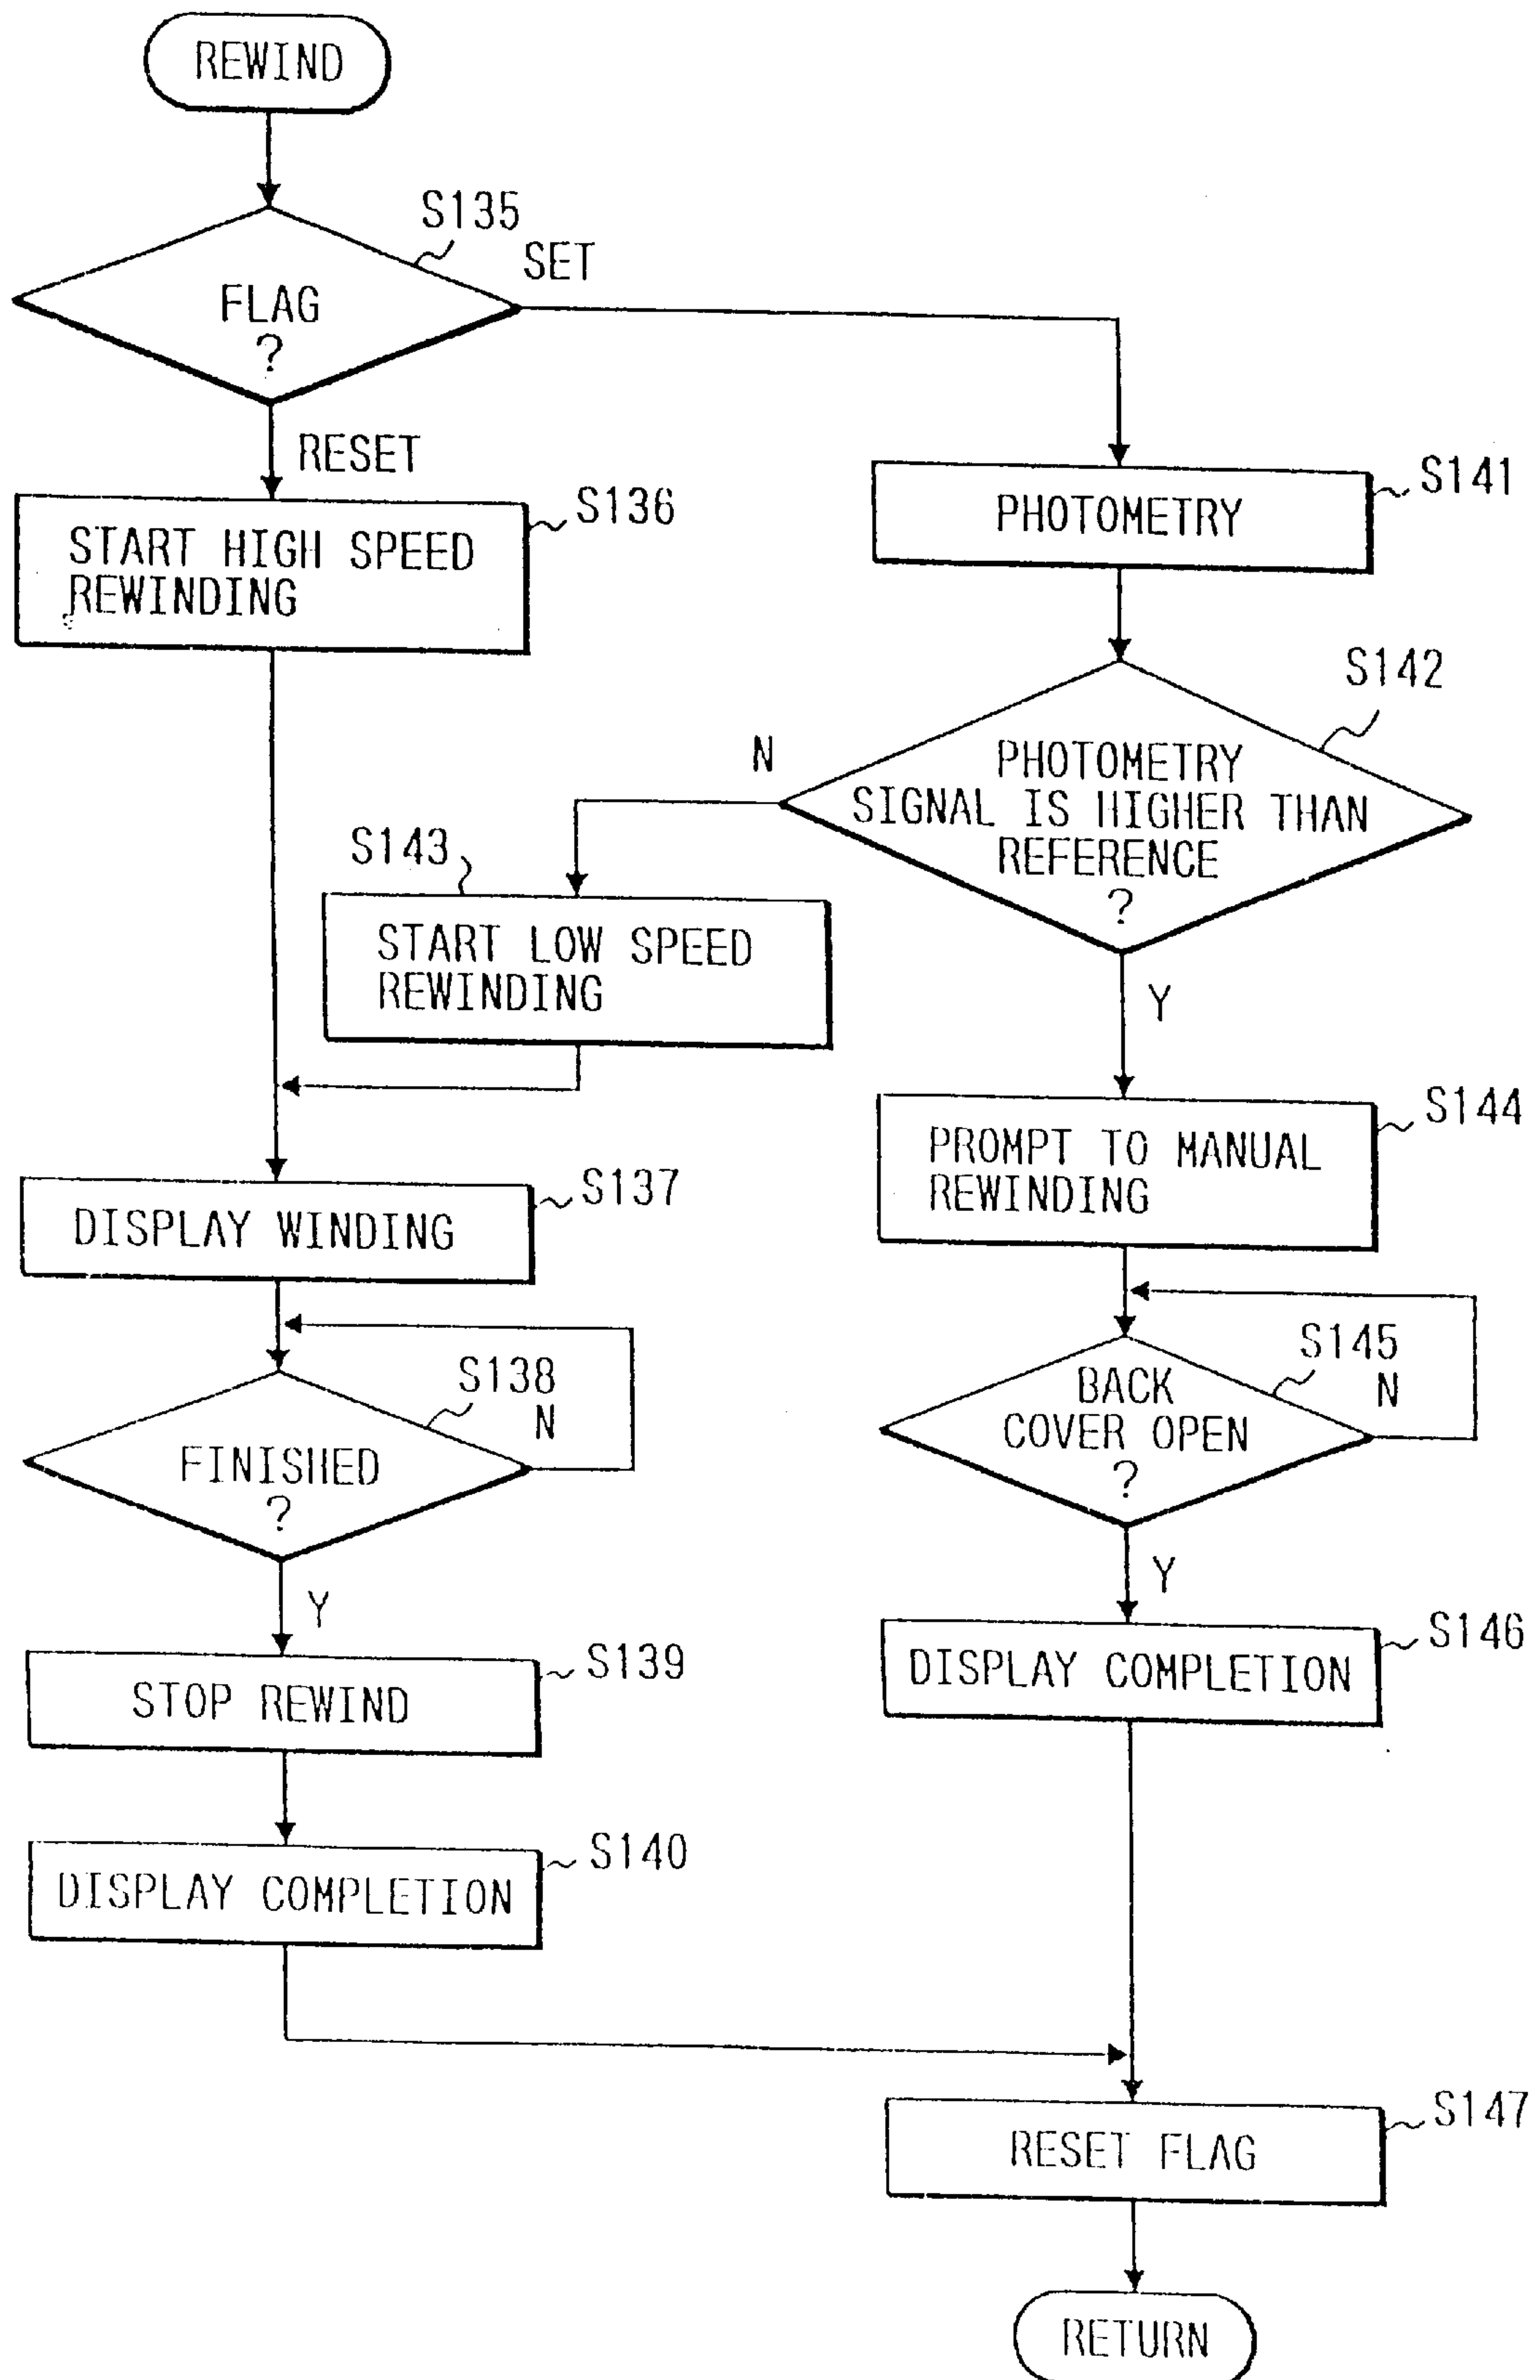 REWIND
S135
SET
FLAG
?
RESET
S136
START HIGH SPEED
REWINDING
S141
PHOTOMETRY
S142
N
PHOTOMETRY
SIGNAL IS HIGHER THAN
REFERENCE
?
Y
S143
START LOW SPEED
REWINDING
S144
PROMPT TO MANUAL
REWINDING
S137
DISPLAY WINDING
S138
N
FINISHED
?
Y
S145
N
BACK
COVER OPEN
?
Y
S139
STOP REWIND
S146
DISPLAY COMPLETION
S140
DISPLAY COMPLETION
S147
RESET FLAG
RETURN